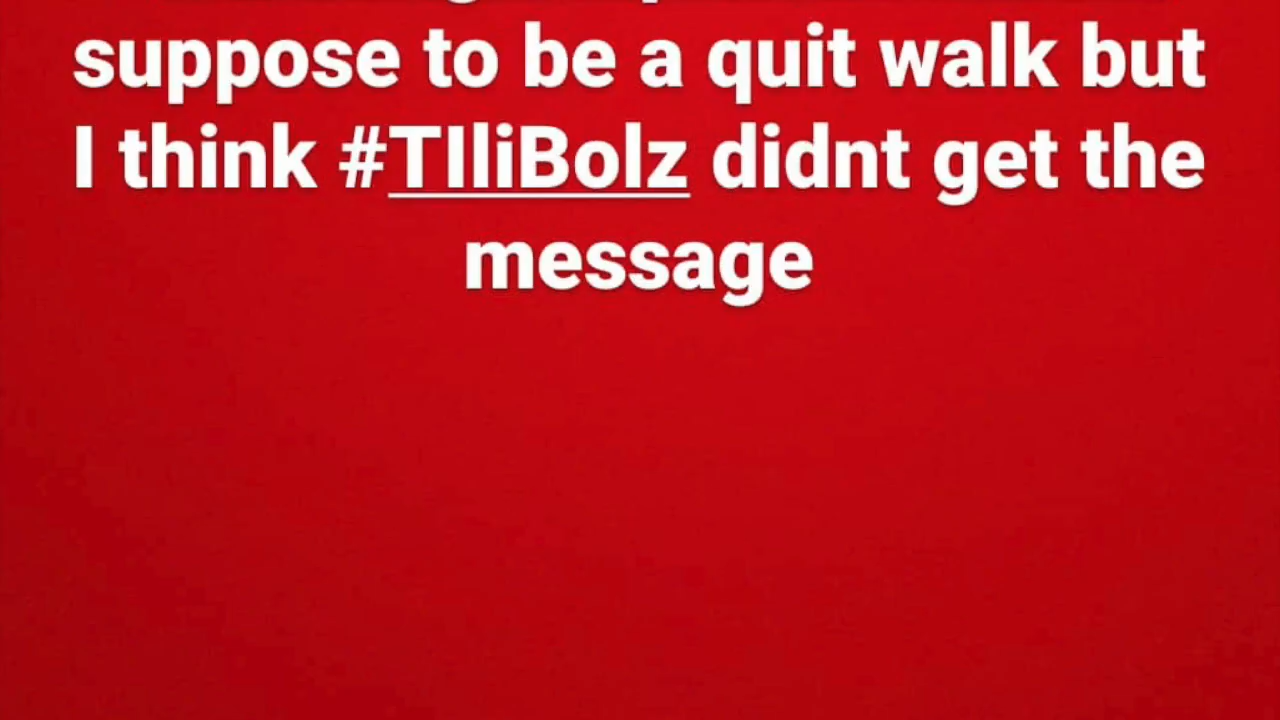 suppose to be a quit walk but
I think #TIliBolz didnt get the
message